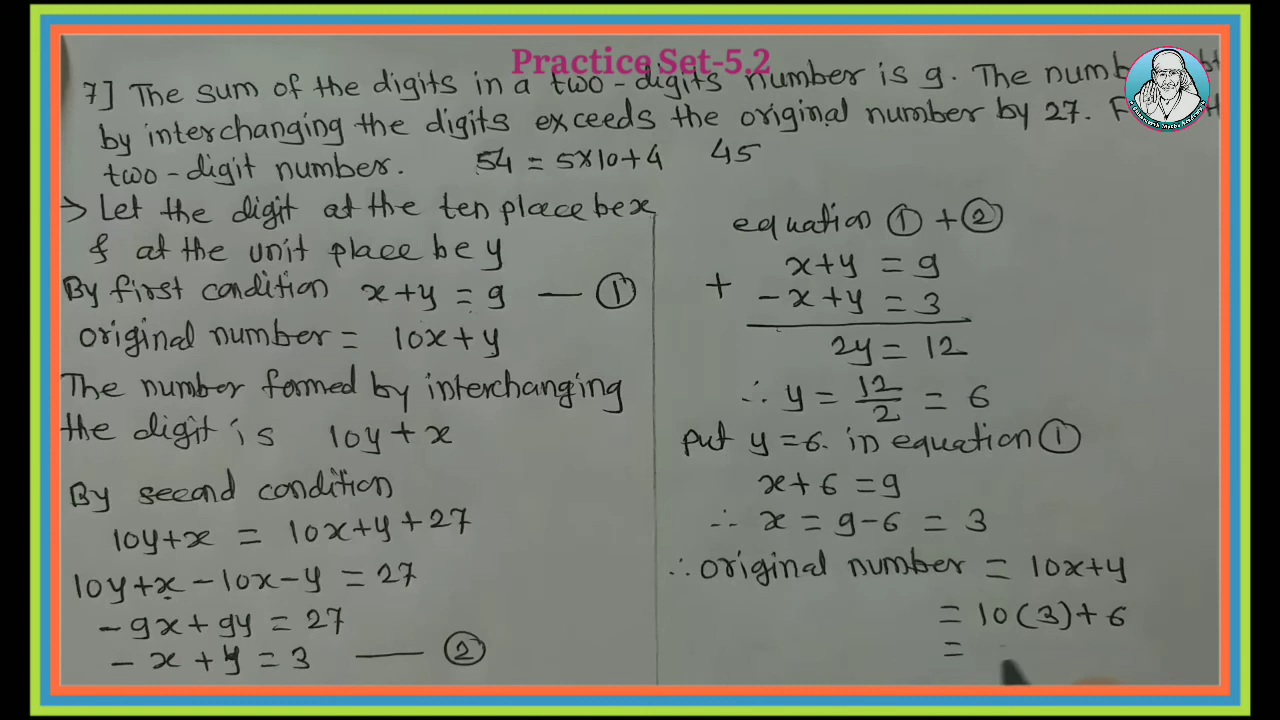 Practice Set-5.2
7] The sum of the digits in a two-digits number is 9. The
by interchanging the digits exceeds the original number by 27.
two-digit number. 54 = 5×10+4 45
→ Let the digit at the ten place be x
& at the unit place be y
By first condition x+y = 9 — ①
original number = 10x+y
The number formed by interchanging
the digit is 10y+x
By second condition
10y+x = 10x+y+27
10y+x-10x-y = 27
-9x+9y = 27
-x+y = 3 — ②
equation ① + ②
x+y = 9
+ -x+y = 3
2y = 12
∴ y = 12/2 = 6
put y=6. in equation ①
x+6 = 9
∴ x = 9-6 = 3
∴ original number = 10x+y
= 10(3)+6
=